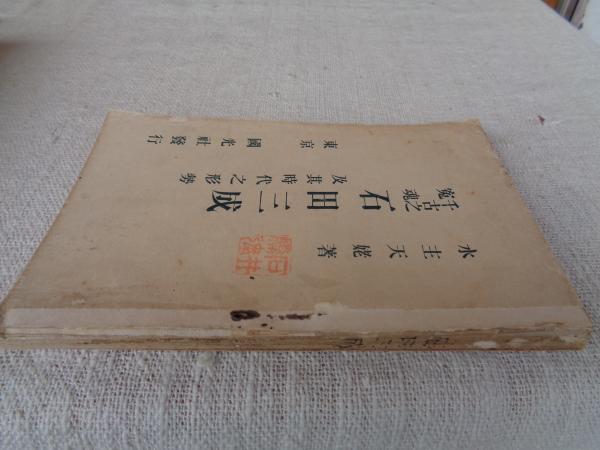 水主天姥著
千古之
冤魂
石田三成
及其時代之形勢
東京 國光社發行